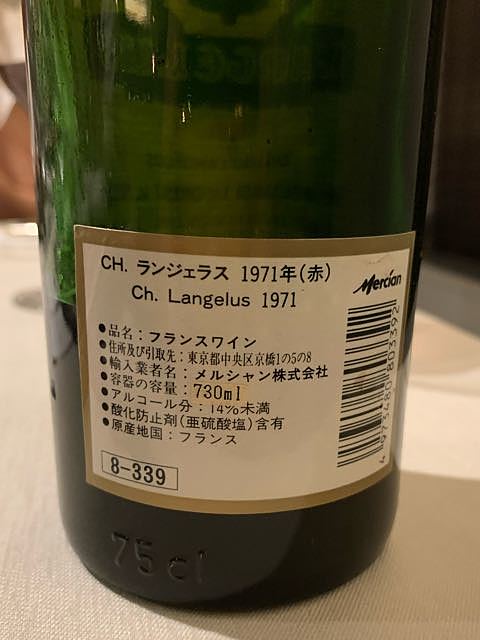 CH. ランジェラス 1971年(赤)
Ch. Langelus 1971
Mercian
●品名：フランスワイン
●住所及び引取先：東京都中央区京橋1の5の8
●輸入業者名：メルシャン株式会社
●容器の容量：730ml
●アルコール分：14%未満
●酸化防止剤(亜硫酸塩)含有
●原産地国：フランス
8-339
4 975480 803392
75cl